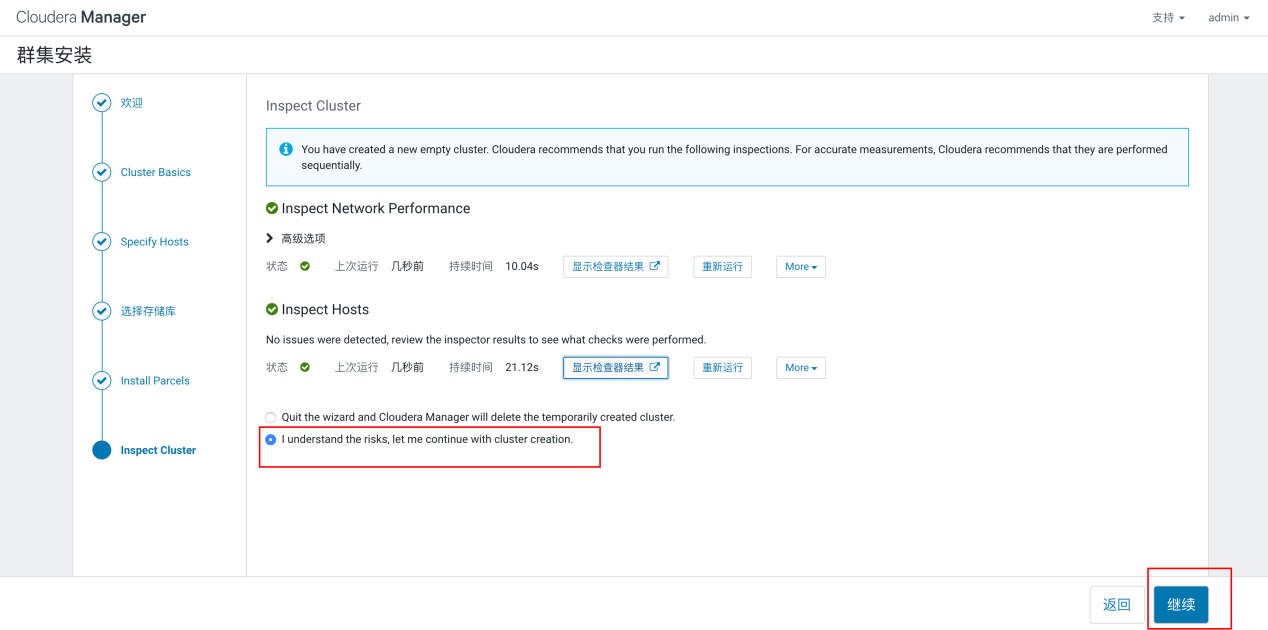 Cloudera Manager
支持 admin
群集安装
欢迎
Cluster Basics
Specify Hosts
选择存储库
Install Parcels
Inspect Cluster
Inspect Cluster
You have created a new empty cluster. Cloudera recommends that you run the following inspections. For accurate measurements, Cloudera recommends that they are performed
sequentially.
Inspect Network Performance
高级选项
状态 上次运行 几秒前 持续时间 10.04s 显示检查器结果 重新运行 More
Inspect Hosts
No issues were detected, review the inspector results to see what checks were performed.
状态 上次运行 几秒前 持续时间 21.12s 显示检查器结果 重新运行 More
Quit the wizard and Cloudera Manager will delete the temporarily created cluster.
I understand the risks, let me continue with cluster creation.
返回 继续